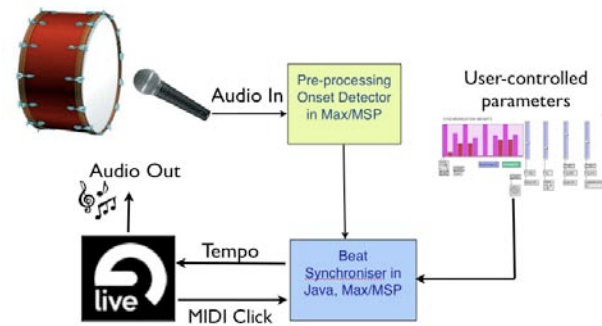 Audio In
Pre-processing
Onset Detector
in Max/MSP
User-controlled
parameters
Audio Out
Tempo
Beat
Synchroniser in
Java, Max/MSP
live
MIDI Click